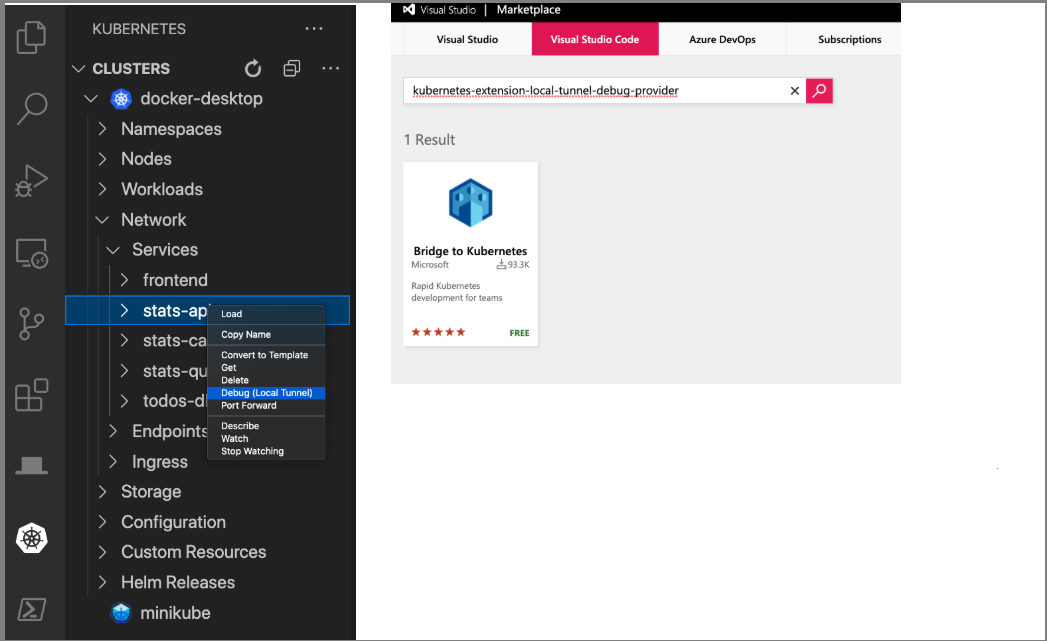 KUBERNETES
CLUSTERS
docker-desktop
Namespaces
Nodes
Workloads
Network
Services
frontend
stats-ap
stats-ca
stats-qu
todos-d
Endpoints
Ingress
Storage
Configuration
Custom Resources
Helm Releases
minikube
Load
Copy Name
Convert to Template
Get
Delete
Debug (Local Tunnel)
Port Forward
Describe
Watch
Stop Watching
Visual Studio | Marketplace
Visual Studio Visual Studio Code Azure DevOps Subscriptions
kubernetes-extension-local-tunnel-debug-provider
1 Result
Bridge to Kubernetes
Microsoft 93.3K
Rapid Kubernetes
development for teams
FREE